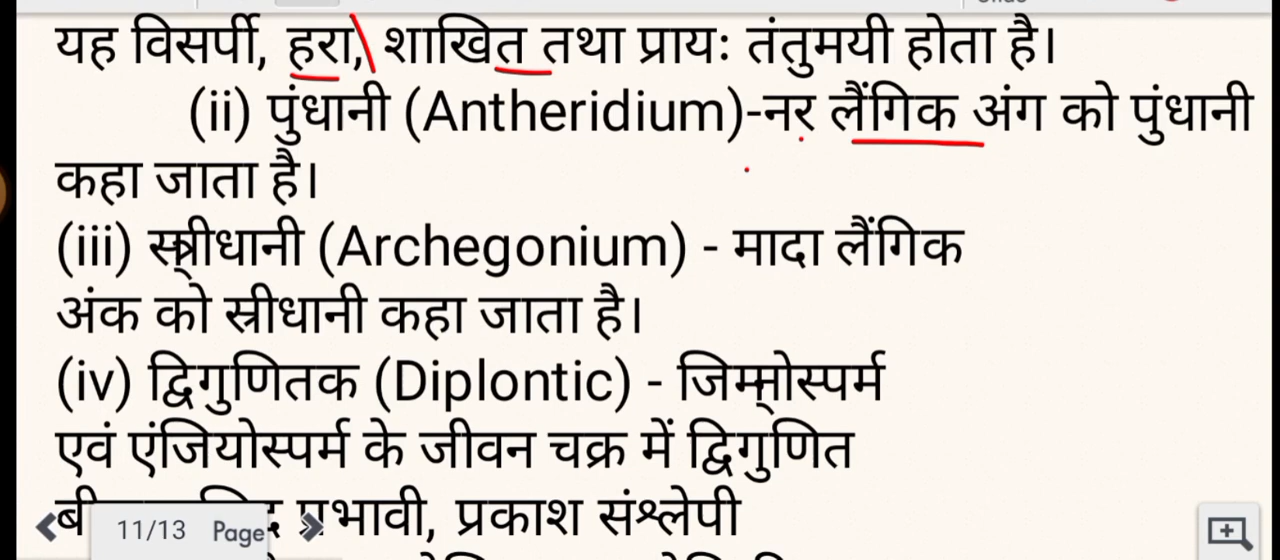 यह विसर्पी, हरा, शाखित तथा प्रायः तंतुमयी होता है।
(ii) पुंधानी (Antheridium)-नर लैंगिक अंग को पुंधानी
कहा जाता है।
(iii) स्त्रीधानी (Archegonium) - मादा लैंगिक
अंक को स्रीधानी कहा जाता है।
(iv) द्विगुणितक (Diplontic) - जिम्नोस्पर्म
एवं एंजियोस्पर्म के जीवन चक्र में द्विगुणित
प्रभावी, प्रकाश संश्लेपी
11/13 Page